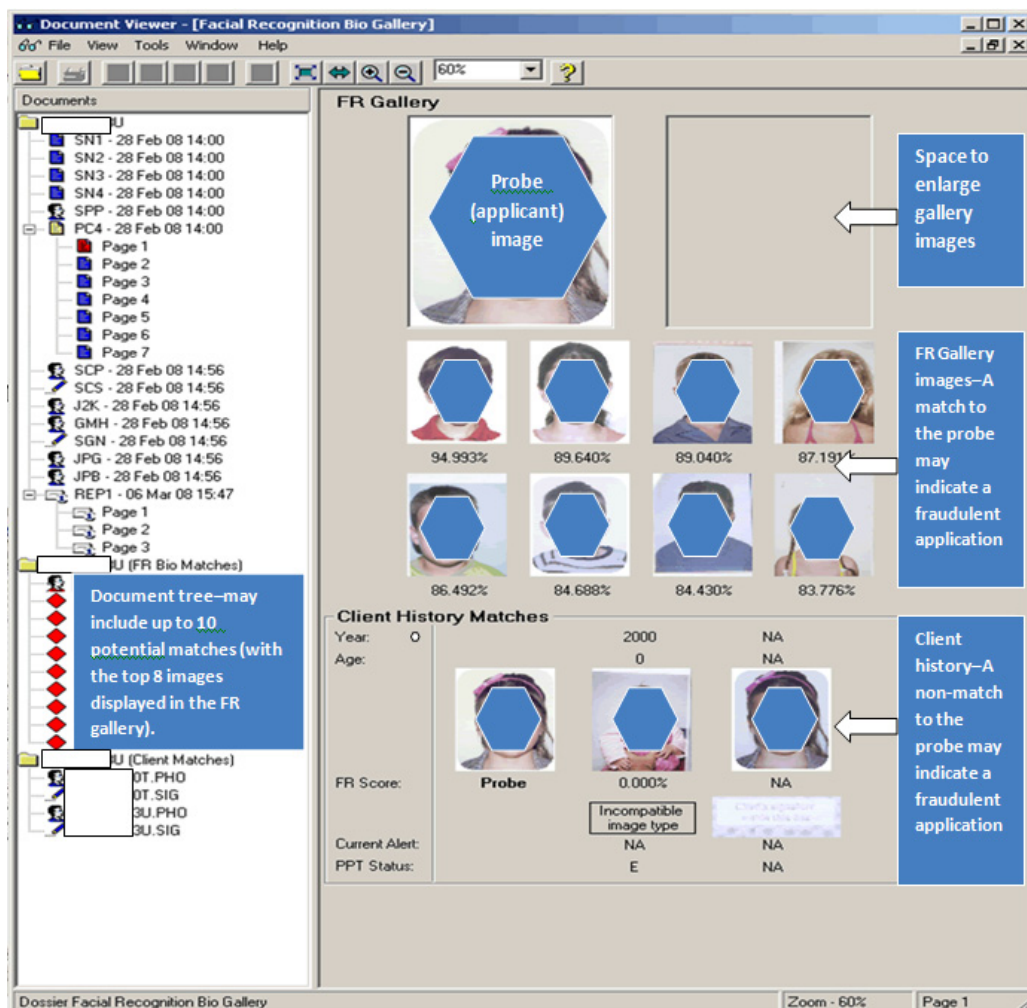 Document Viewer - [Facial Recognition Bio Gallery]
File View Tools Window Help
60%
Documents
U
SN1 - 28 Feb 08 14:00
SN2 - 28 Feb 08 14:00
SN3 - 28 Feb 08 14:00
SN4 - 28 Feb 08 14:00
SPP - 28 Feb 08 14:00
PC4 - 28 Feb 08 14:00
Page 1
Page 2
Page 3
Page 4
Page 5
Page 6
Page 7
SCP - 28 Feb 08 14:56
SCS - 28 Feb 08 14:56
J2K - 28 Feb 08 14:56
GMH - 28 Feb 08 14:56
SGN - 28 Feb 08 14:56
JPG - 28 Feb 08 14:56
JPB - 28 Feb 08 14:56
REP1 - 06 Mar 08 15:47
Page 1
Page 2
Page 3
U (FR Bio Matches)
Document tree–may
include up to 10
potential matches (with
the top 8 images
displayed in the FR
gallery).
U (Client Matches)
0T.PHO
0T.SIG
3U.PHO
3U.SIG
FR Gallery
Probe
(applicant)
image
Space to
enlarge
gallery
images
94.993% 89.640% 89.040% 87.191%
86.492% 84.688% 84.430% 83.776%
FR Gallery
images–A
match to
the probe
may
indicate a
fraudulent
application
Client History Matches
Year: 0 2000 NA
Age: 0 NA
FR Score: Probe 0.000% NA
Incompatible
image type
Current Alert: NA NA
PPT Status: E NA
Client
history–A
non-match
to the
probe may
indicate a
fraudulent
application
Dossier Facial Recognition Bio Gallery Zoom - 60% Page 1